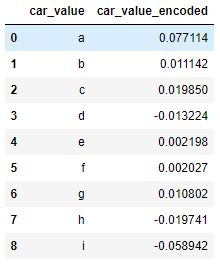 car_value car_value_encoded
0 a 0.077114
1 b 0.011142
2 c 0.019850
3 d -0.013224
4 e 0.002198
5 f 0.002027
6 g 0.010802
7 h -0.019741
8 i -0.058942